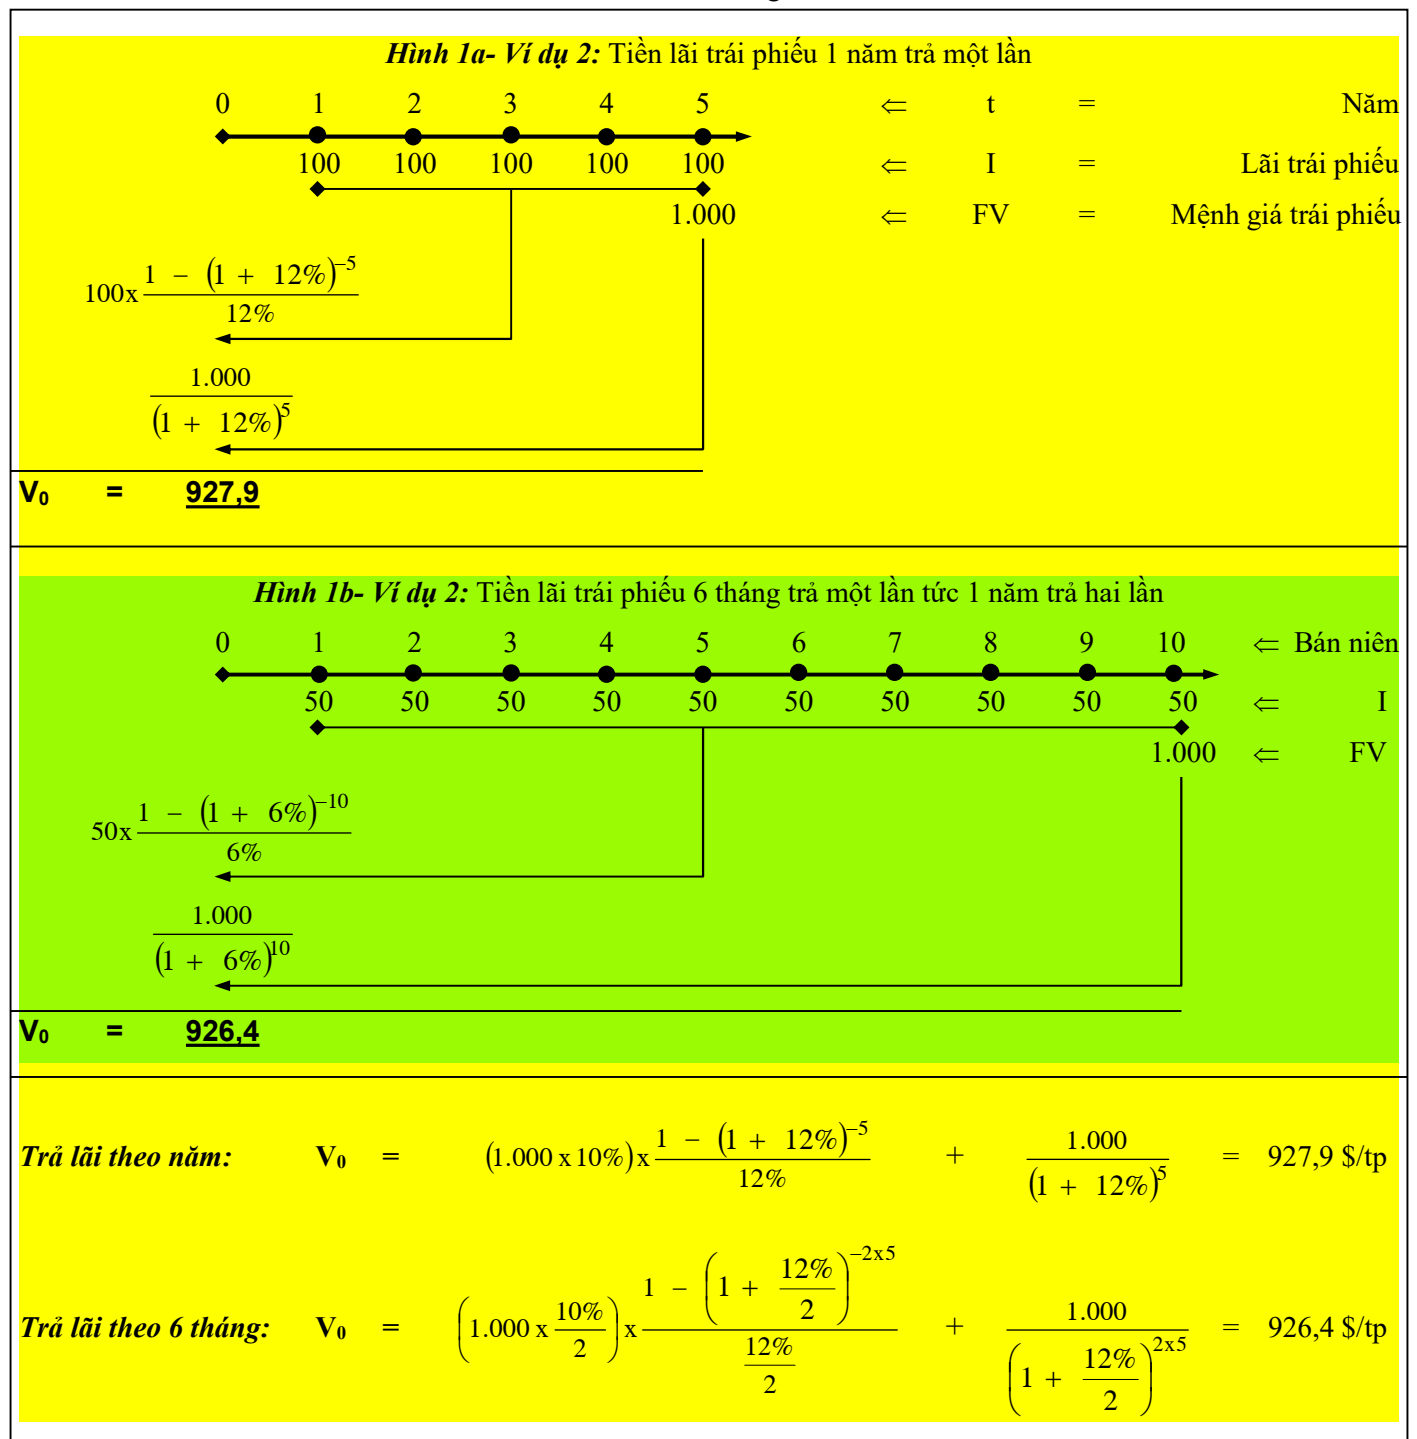 Hình 1a- Ví dụ 2: Tiền lãi trái phiếu 1 năm trả một lần
0 1 2 3 4 5 ⇐ t = Năm
100 100 100 100 100 ⇐ I = Lãi trái phiếu
1.000 ⇐ FV = Mệnh giá trái phiếu
100x (1 − (1 + 12%)^−5) / 12%
1.000 / (1 + 12%)^5
V₀ = 927,9
Hình 1b- Ví dụ 2: Tiền lãi trái phiếu 6 tháng trả một lần tức 1 năm trả hai lần
0 1 2 3 4 5 6 7 8 9 10 ⇐ Bán niên
50 50 50 50 50 50 50 50 50 50 ⇐ I
1.000 ⇐ FV
50x (1 − (1 + 6%)^−10) / 6%
1.000 / (1 + 6%)^10
V₀ = 926,4
Trả lãi theo năm: V₀ = (1.000 x 10%) x (1 − (1 + 12%)^−5) / 12% + 1.000 / (1 + 12%)^5 = 927,9 $/tp
Trả lãi theo 6 tháng: V₀ = (1.000 x 10%/2) x (1 − (1 + 12%/2)^−2x5) / (12%/2) + 1.000 / (1 + 12%/2)^2x5 = 926,4 $/tp